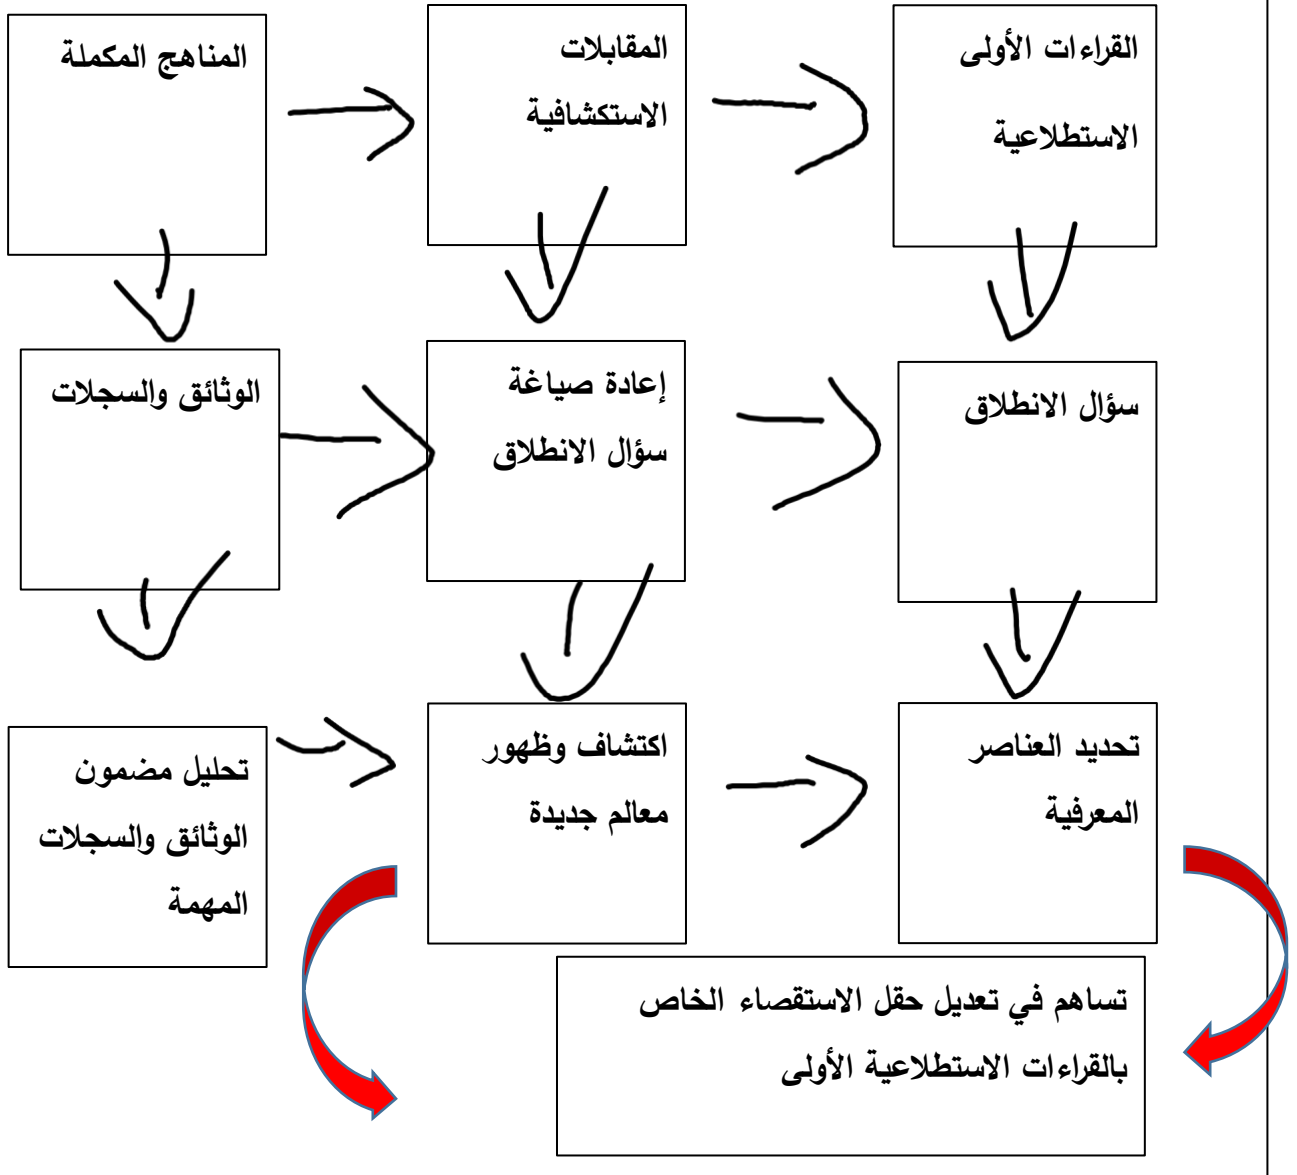 القراءات الأولى
الاستطلاعية
المقابلات
الاستكشافية
المناهج المكملة
سؤال الانطلاق
إعادة صياغة
سؤال الانطلاق
الوثائق والسجلات
تحديد العناصر
المعرفية
اكتشاف وظهور
معالم جديدة
تحليل مضمون
الوثائق والسجلات
المهمة
تساهم في تعديل حقل الاستقصاء الخاص
بالقراءات الاستطلاعية الأولى